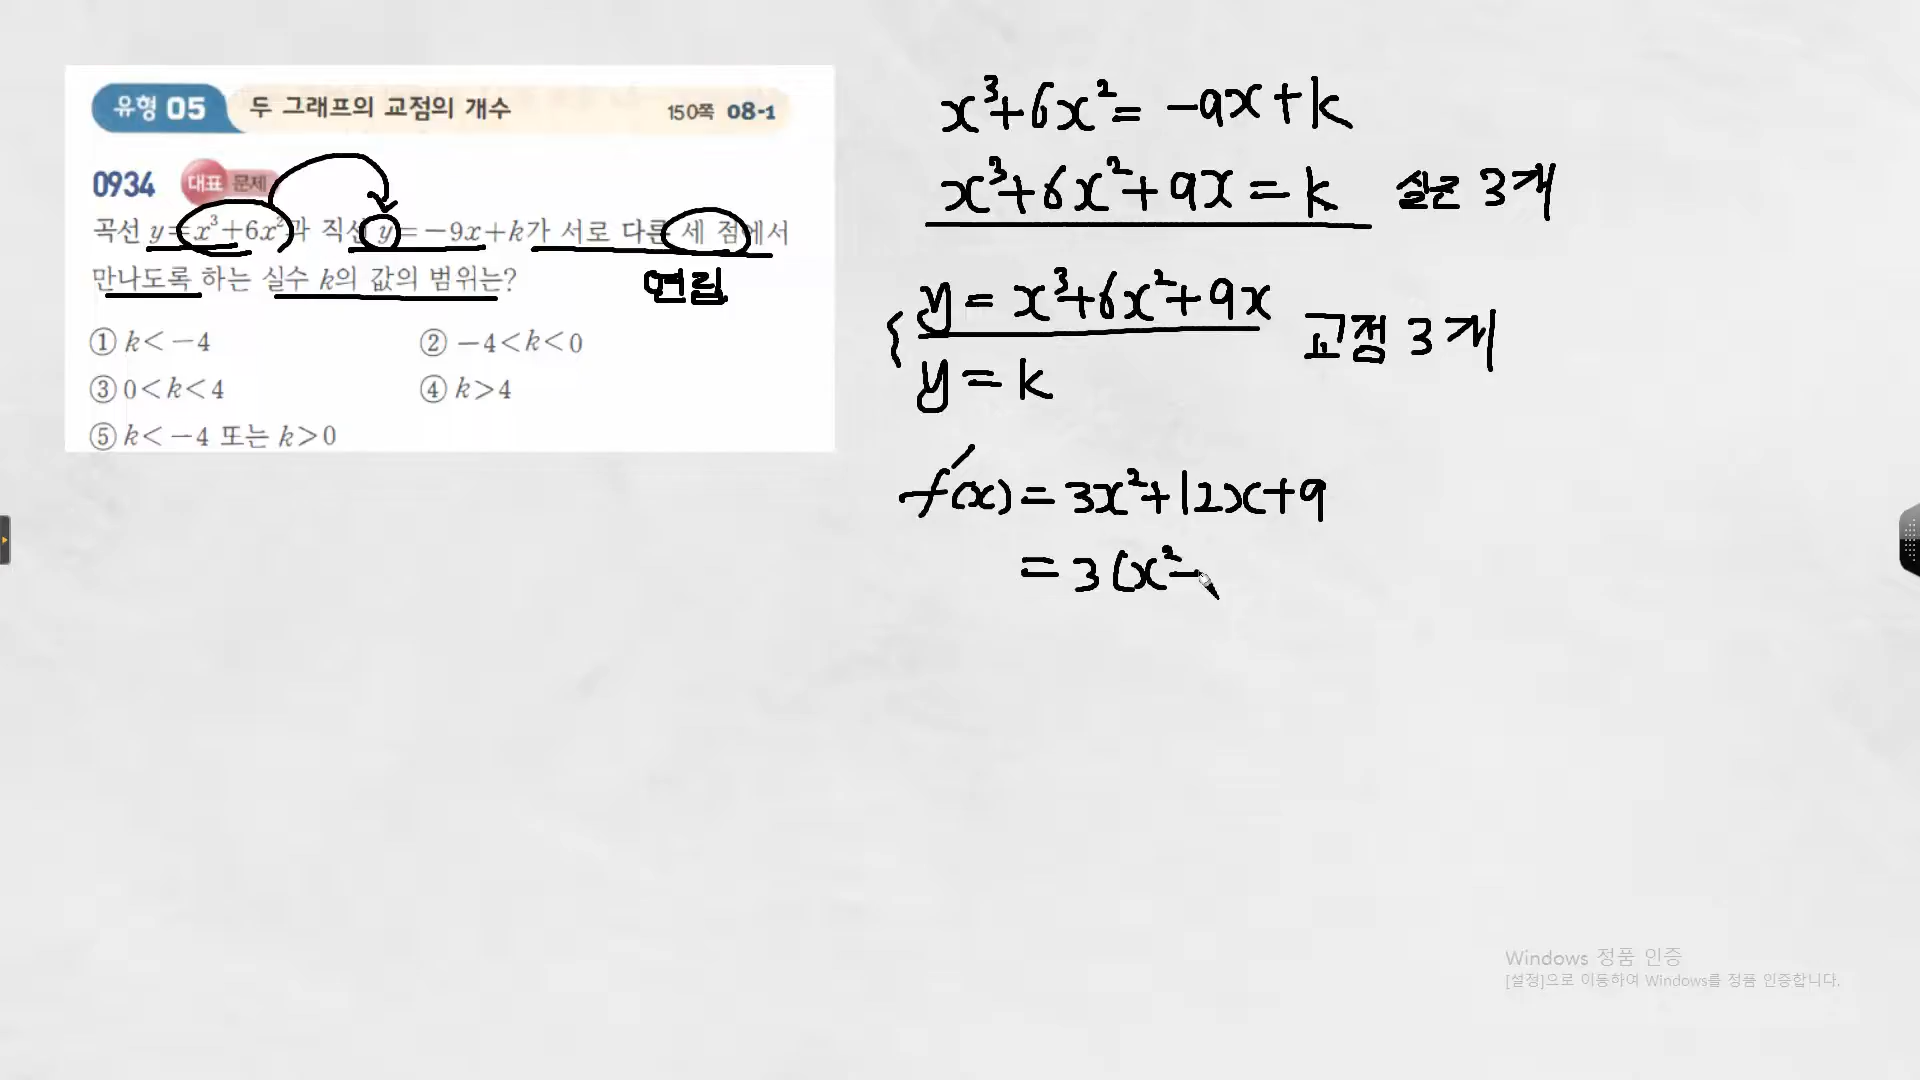 유형 05 두 그래프의 교점의 개수 150쪽 08-1
0934 대표 문제
곡선 y=x³+6x²과 직선 y=-9x+k가 서로 다른 세 점에서
만나도록 하는 실수 k의 값의 범위는?
연립
① k<-4 ② -4<k<0
③ 0<k<4 ④ k>4
⑤ k<-4 또는 k>0
x³+6x²= -9x+k
x³+6x²+9x=k 실근 3개
y=x³+6x²+9x
교점 3개
y=k
f'(x)=3x²+12x+9
=3(x²-
Windows 정품 인증
[설정]으로 이동하여 Windows를 정품 인증합니다.